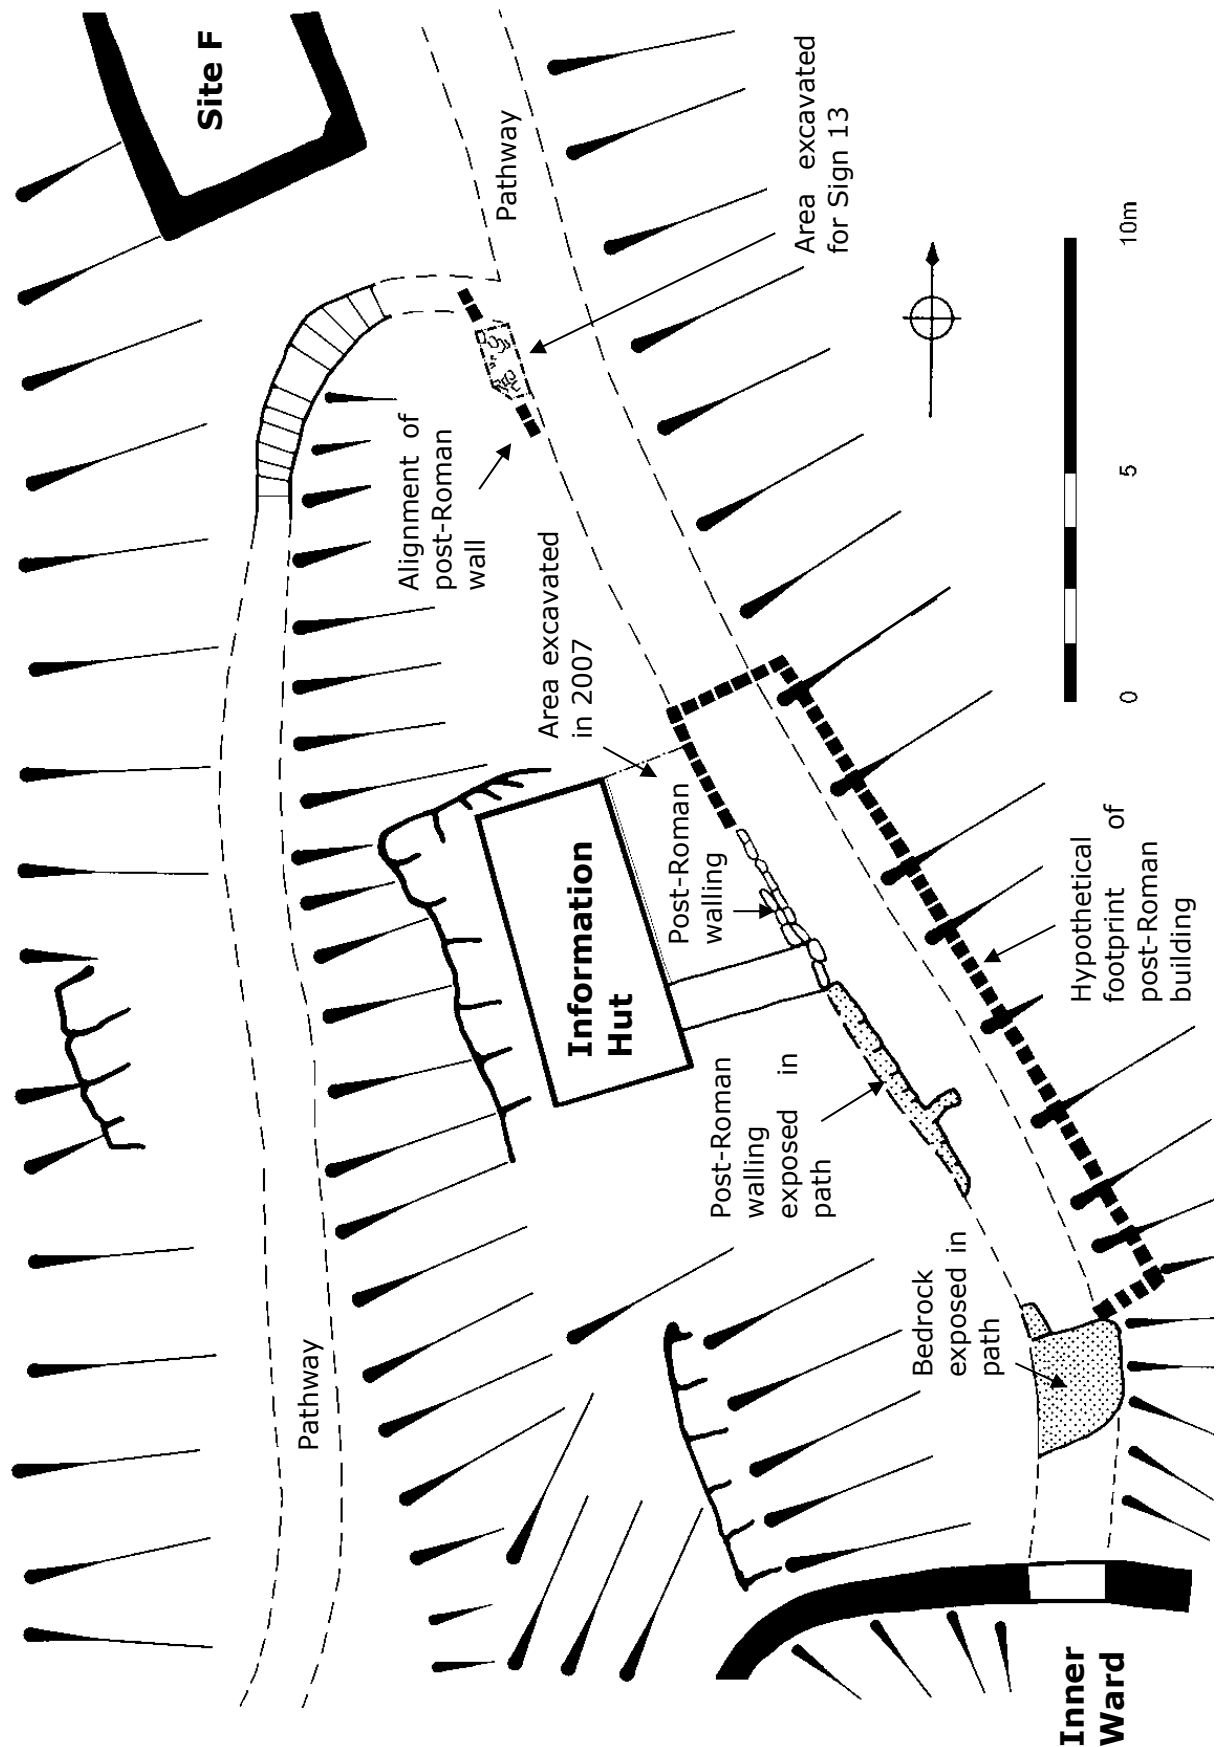 Site F
Pathway
Area excavated
for Sign 13
Alignment of
post-Roman
wall
Area excavated
in 2007
Post-Roman
walling
Information
Hut
10m
5
0
Hypothetical
footprint of
post-Roman
building
Post-Roman
walling
exposed in
path
Bedrock
exposed in
path
Pathway
Inner
Ward